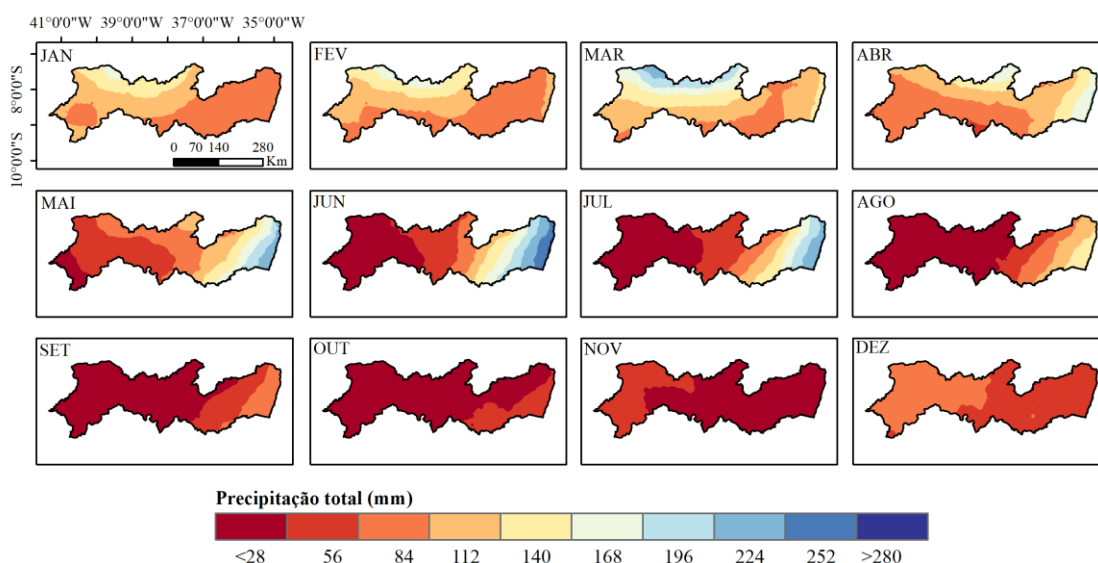 41°0'0"W 39°0'0"W 37°0'0"W 35°0'0"W
8°0'0"S
10°0'0"S
JAN
FEV
MAR
ABR
0 70 140 280
Km
MAI
JUN
JUL
AGO
SET
OUT
NOV
DEZ
Precipitação total (mm)
<28 56 84 112 140 168 196 224 252 >280